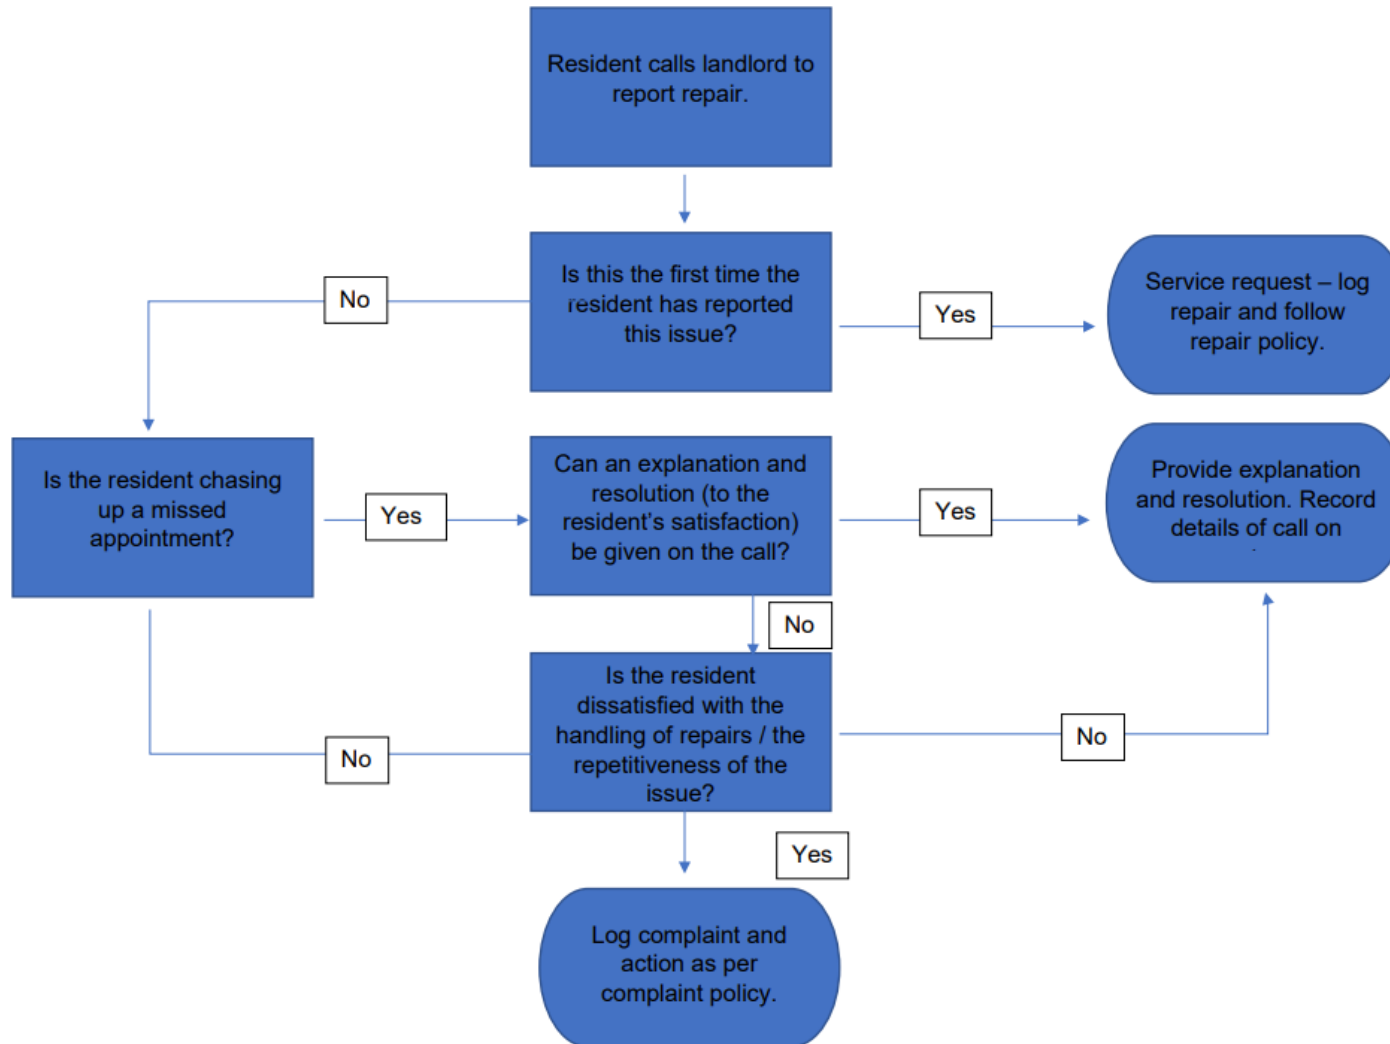 Resident calls landlord to
report repair.
Is this the first time the
resident has reported
this issue?
No
Yes
Service request – log
repair and follow
repair policy.
Is the resident chasing
up a missed
appointment?
Yes
Can an explanation and
resolution (to the
resident’s satisfaction)
be given on the call?
Yes
Provide explanation
and resolution. Record
details of call on
No
Is the resident
dissatisfied with the
handling of repairs / the
repetitiveness of the
issue?
No
No
Yes
Log complaint and
action as per
complaint policy.